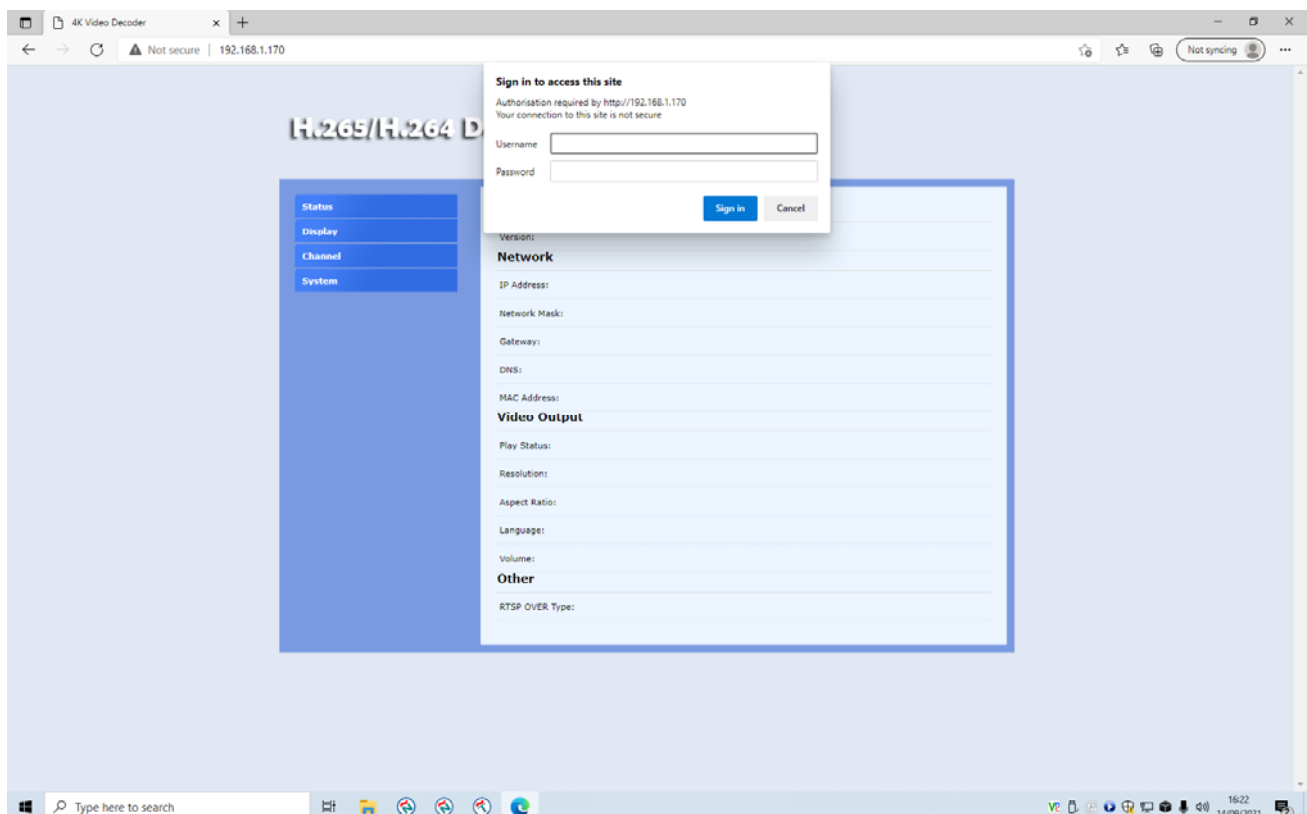 4K Video Decoder
Not secure | 192.168.1.170
Not syncing
Sign in to access this site
Authorisation required by http://192.168.1.170
Your connection to this site is not secure
Username
Password
Sign in Cancel
H.265/H.264 D
Status
Display
Channel
System
Version:
Network
IP Address:
Network Mask:
Gateway:
DNS:
MAC Address:
Video Output
Play Status:
Resolution:
Aspect Ratio:
Language:
Volume:
Other
RTSP OVER Type:
Type here to search
16:22
14/09/2021